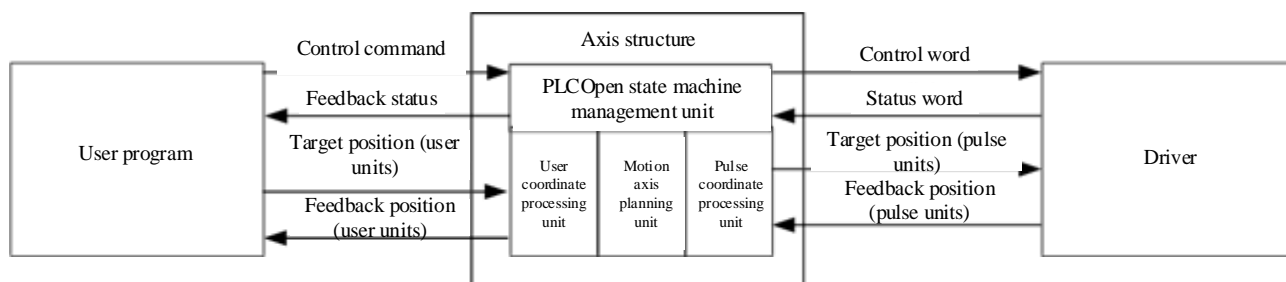 Axis structure
Control command
Control word
PLCOpen state machine
management unit
Feedback status
Status word
User program
Target position (user
units)
Target position (pulse
units)
Driver
User
coordinate
processing
unit
Motion
axis
planning
unit
Pulse
coordinate
processing
unit
Feedback position
(user units)
Feedback position
(pulse units)